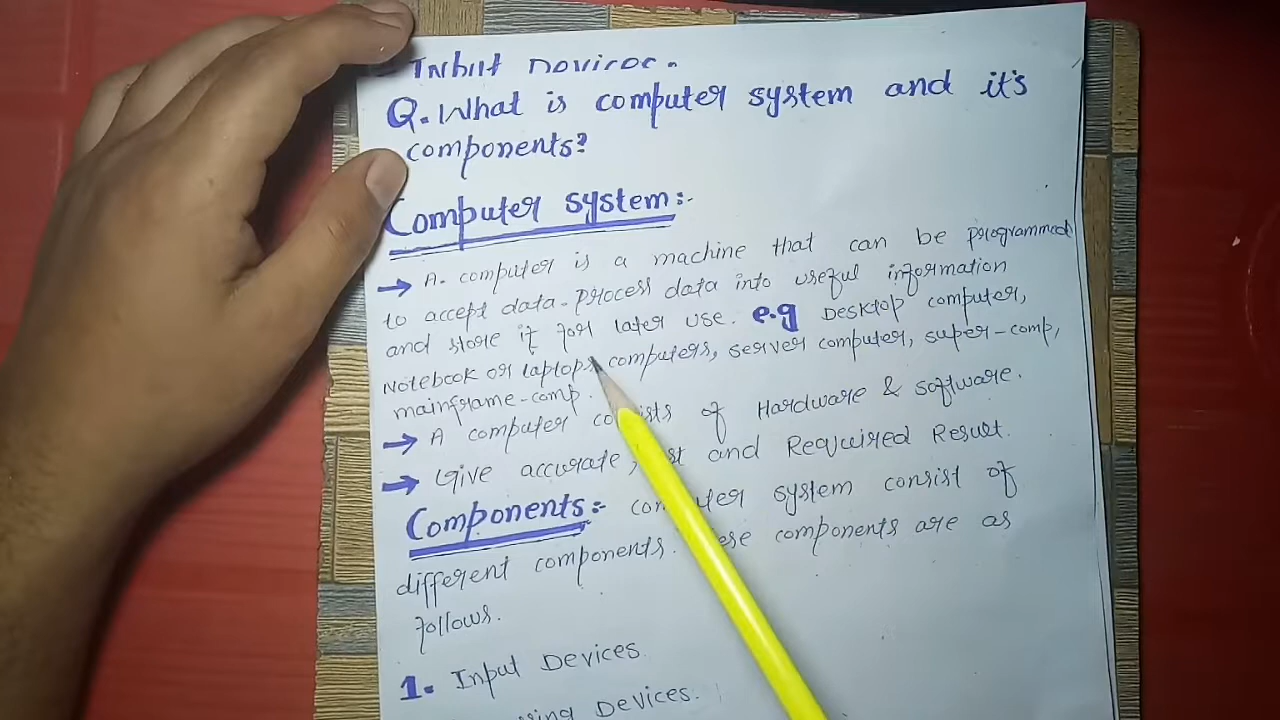 Q. What is computer system and it's
components?
Computer system:-
→ A. computer is a machine that can be programmed
to accept data - process data into useful information
and store it for later use. e.g Desktop computer,
Notebook or laptops computers, server computer, super-comp,
mainframe-comp.
→ A computer of Hardware & software.
→ Give accurate, and Required Result.
Components:- system consist of
different components. components are as
follows.
1. Input Devices
Devices.